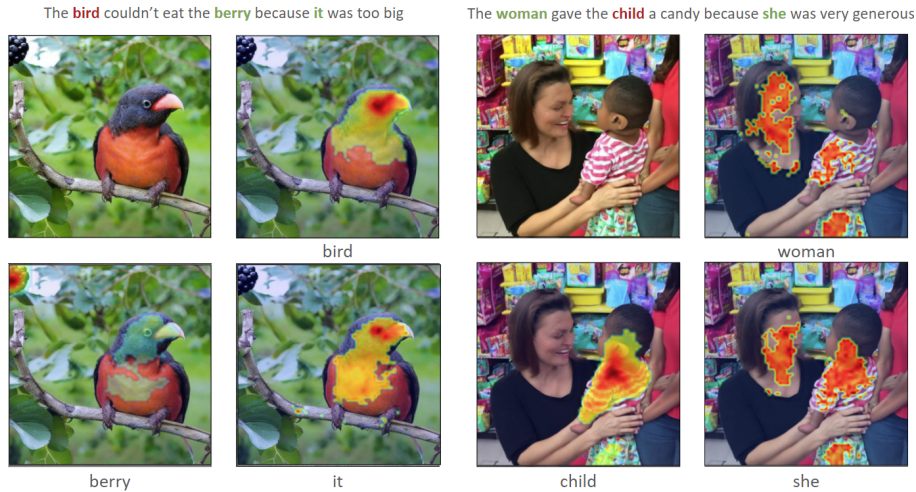 The bird couldn’t eat the berry because it was too big
The woman gave the child a candy because she was very generous
bird
woman
berry
it
child
she